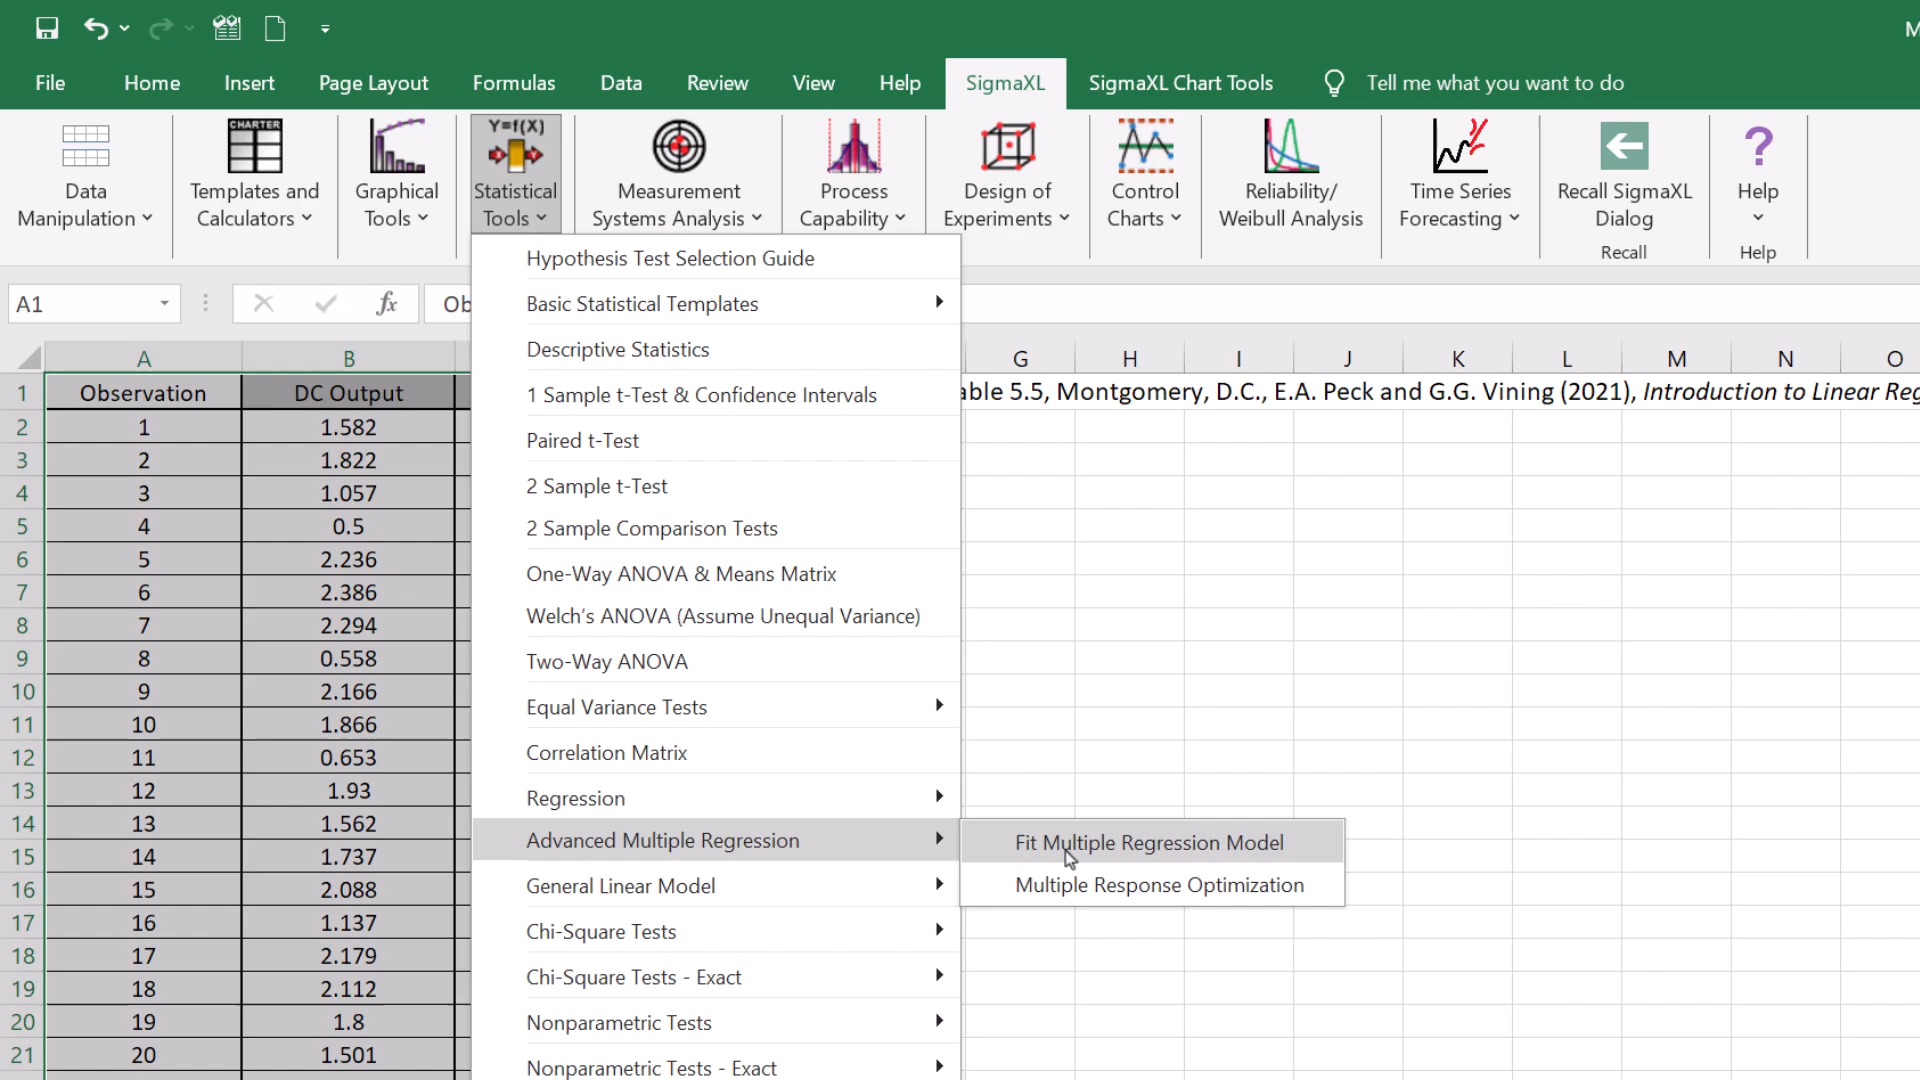 M
File Home Insert Page Layout Formulas Data Review View Help SigmaXL SigmaXL Chart Tools Tell me what you want to do
Data Manipulation
CHARTER
Templates and Calculators
Graphical Tools
Y=f(X)
Statistical Tools
Measurement Systems Analysis
Process Capability
Design of Experiments
Control Charts
Reliability/ Weibull Analysis
Time Series Forecasting
Recall SigmaXL Dialog
Recall
? Help
Help
A1 fx Ob
Hypothesis Test Selection Guide
Basic Statistical Templates
Descriptive Statistics
1 Sample t-Test & Confidence Intervals
Paired t-Test
2 Sample t-Test
2 Sample Comparison Tests
One-Way ANOVA & Means Matrix
Welch's ANOVA (Assume Unequal Variance)
Two-Way ANOVA
Equal Variance Tests
Correlation Matrix
Regression
Advanced Multiple Regression
Fit Multiple Regression Model
Multiple Response Optimization
General Linear Model
Chi-Square Tests
Chi-Square Tests - Exact
Nonparametric Tests
Nonparametric Tests - Exact
A B G H I J K L M N O
1 Observation DC Output able 5.5, Montgomery, D.C., E.A. Peck and G.G. Vining (2021), Introduction to Linear Reg
2 1 1.582
3 2 1.822
4 3 1.057
5 4 0.5
6 5 2.236
7 6 2.386
8 7 2.294
9 8 0.558
10 9 2.166
11 10 1.866
12 11 0.653
13 12 1.93
14 13 1.562
15 14 1.737
16 15 2.088
17 16 1.137
18 17 2.179
19 18 2.112
20 19 1.8
21 20 1.501